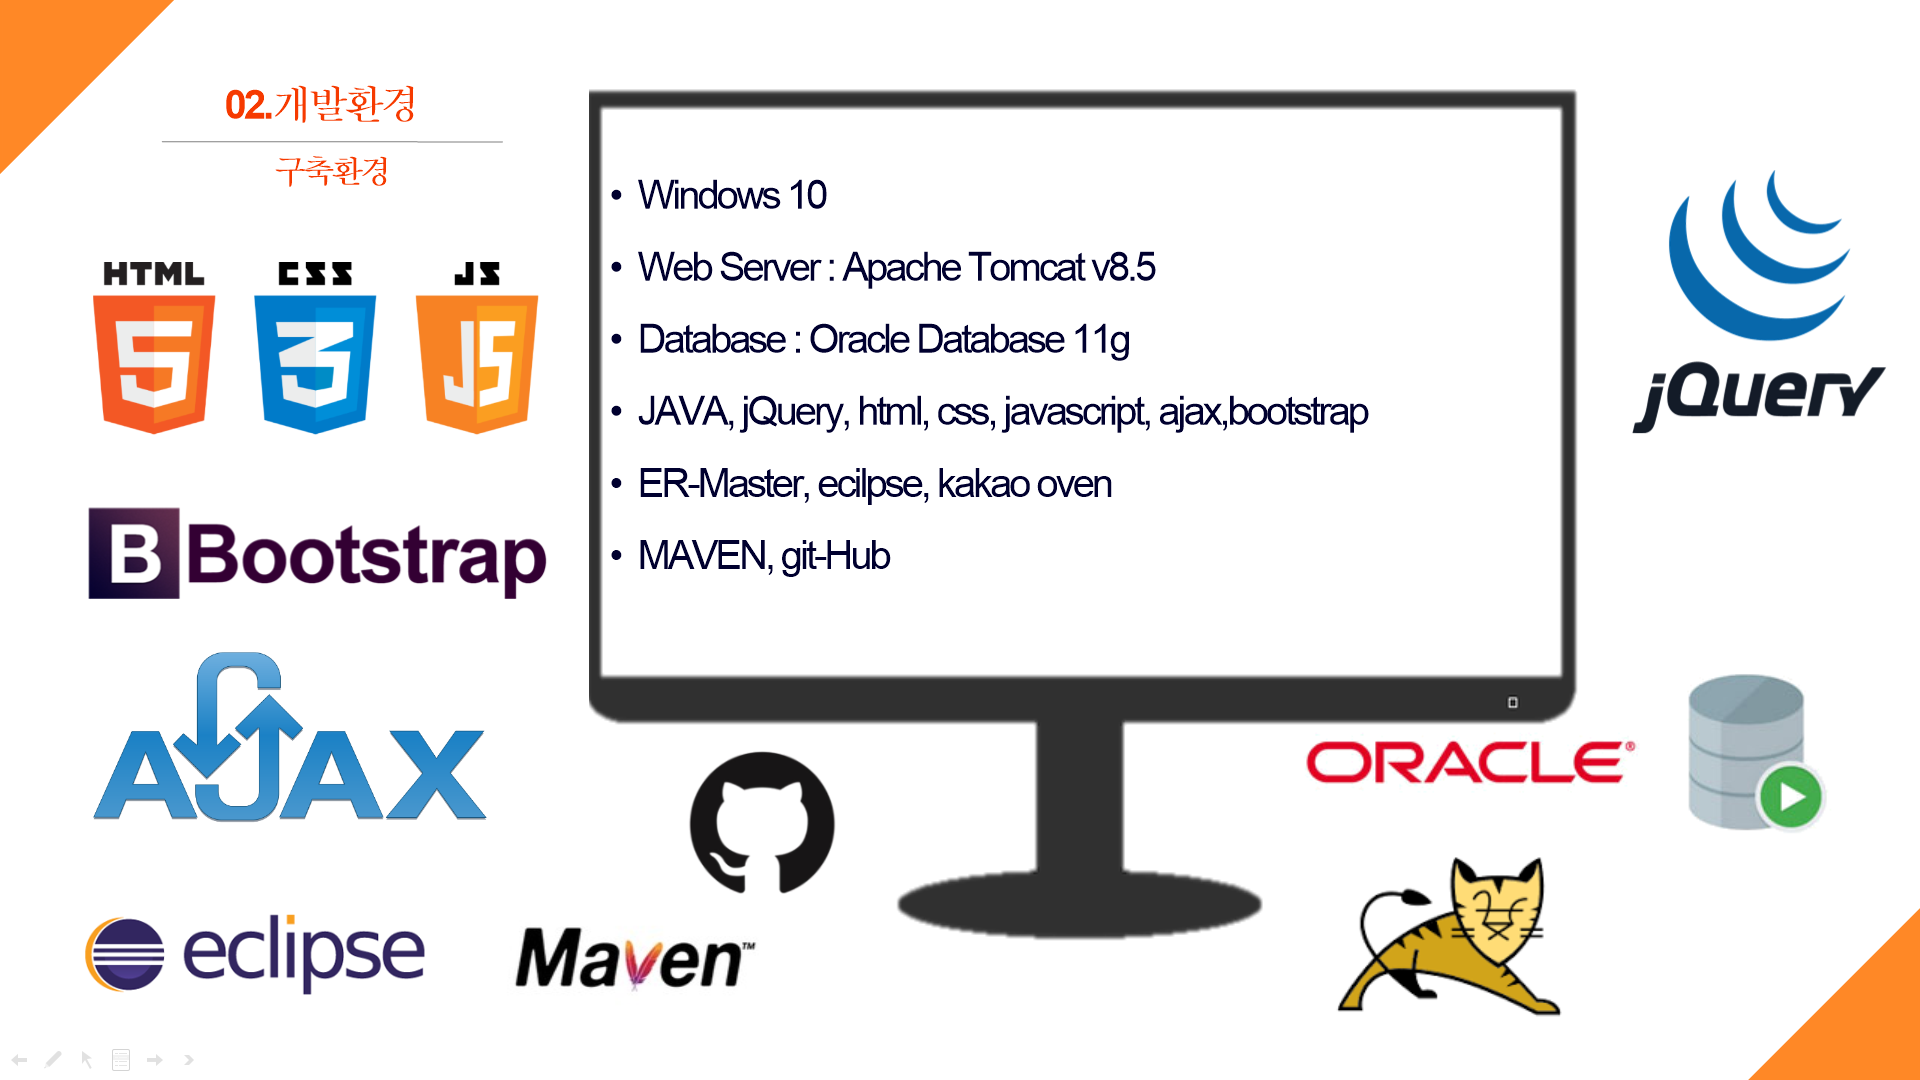 02.개발환경
구축환경
HTML CSS JS
5 3 JS
• Windows 10
• Web Server : Apache Tomcat v8.5
• Database : Oracle Database 11g
• JAVA, jQuery, html, css, javascript, ajax,bootstrap
• ER-Master, ecilpse, kakao oven
• MAVEN, git-Hub
jQuery
B Bootstrap
AJAX
ORACLE®
eclipse
Maven™